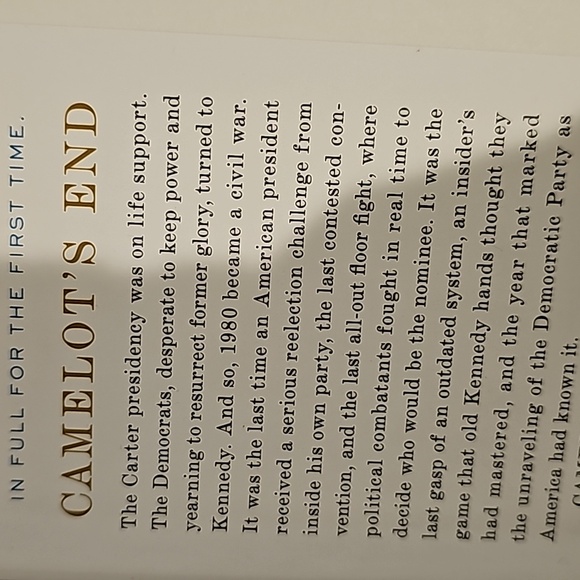 IN FULL FOR THE FIRST TIME.
CAMELOT'S END
The Carter presidency was on life support.
The Democrats, desperate to keep power and
yearning to resurrect former glory, turned to
Kennedy. And so, 1980 became a civil war.
It was the last time an American president
received a serious reelection challenge from
inside his own party, the last contested con-
vention, and the last all-out floor fight, where
political combatants fought in real time to
decide who would be the nominee. It was the
last gasp of an outdated system, an insider's
game that old Kennedy hands thought they
had mastered, and the year that marked
the unraveling of the Democratic Party as
America had known it.